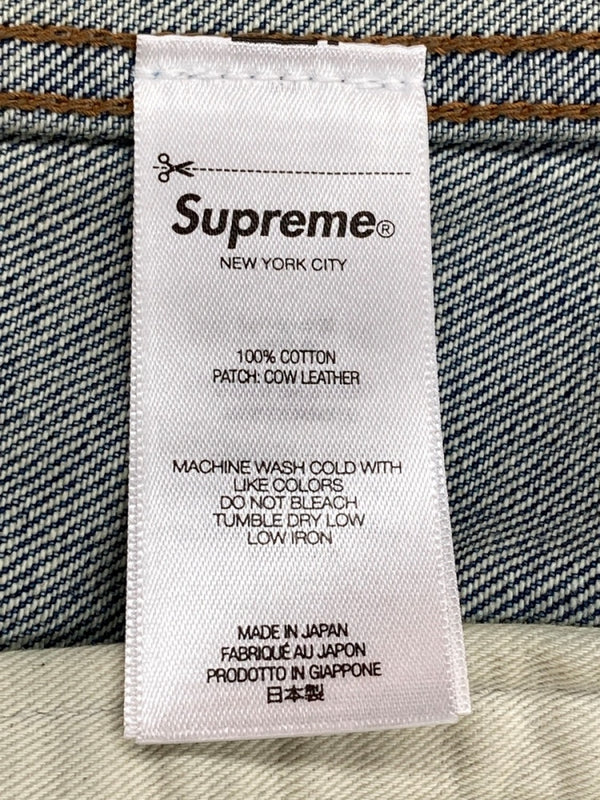 Supreme®
NEW YORK CITY
100% COTTON
PATCH: COW LEATHER
MACHINE WASH COLD WITH
LIKE COLORS
DO NOT BLEACH
TUMBLE DRY LOW
LOW IRON
MADE IN JAPAN
FABRIQUÉ AU JAPON
PRODOTTO IN GIAPPONE
日本製